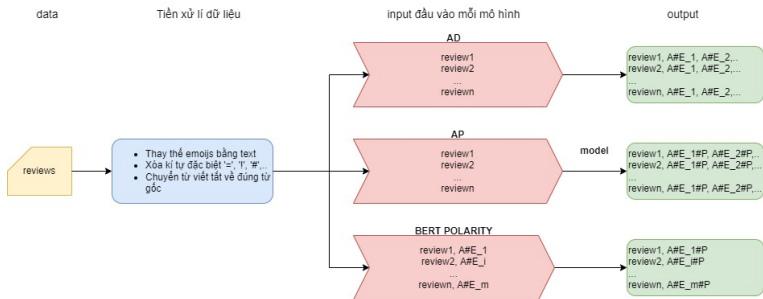 data
Tiền xử lí dữ liệu
input đầu vào mỗi mô hình
output
reviews
Thay thế emoijs bằng text
Xóa kí tự đặc biệt '=', '!', '#',..
Chuyển từ viết tắt về đúng từ
gốc
AD
review1
review2
...
reviewn
review1, A#E_1, A#E_2,..
review2, A#E_1, A#E_2,...
...
reviewn, A#E_1, A#E_2,...
AP
review1
review2
...
reviewn
model
review1, A#E_1#P, A#E_2#P,..
review2, A#E_1#P, A#E_2#P,...
...
reviewn, A#E_1#P, A#E_2#P,...
BERT POLARITY
review1, A#E_1
review2, A#E_i
...
reviewn, A#E_m
review1, A#E_1#P
review2, A#E_i#P
...
reviewn, A#E_m#P